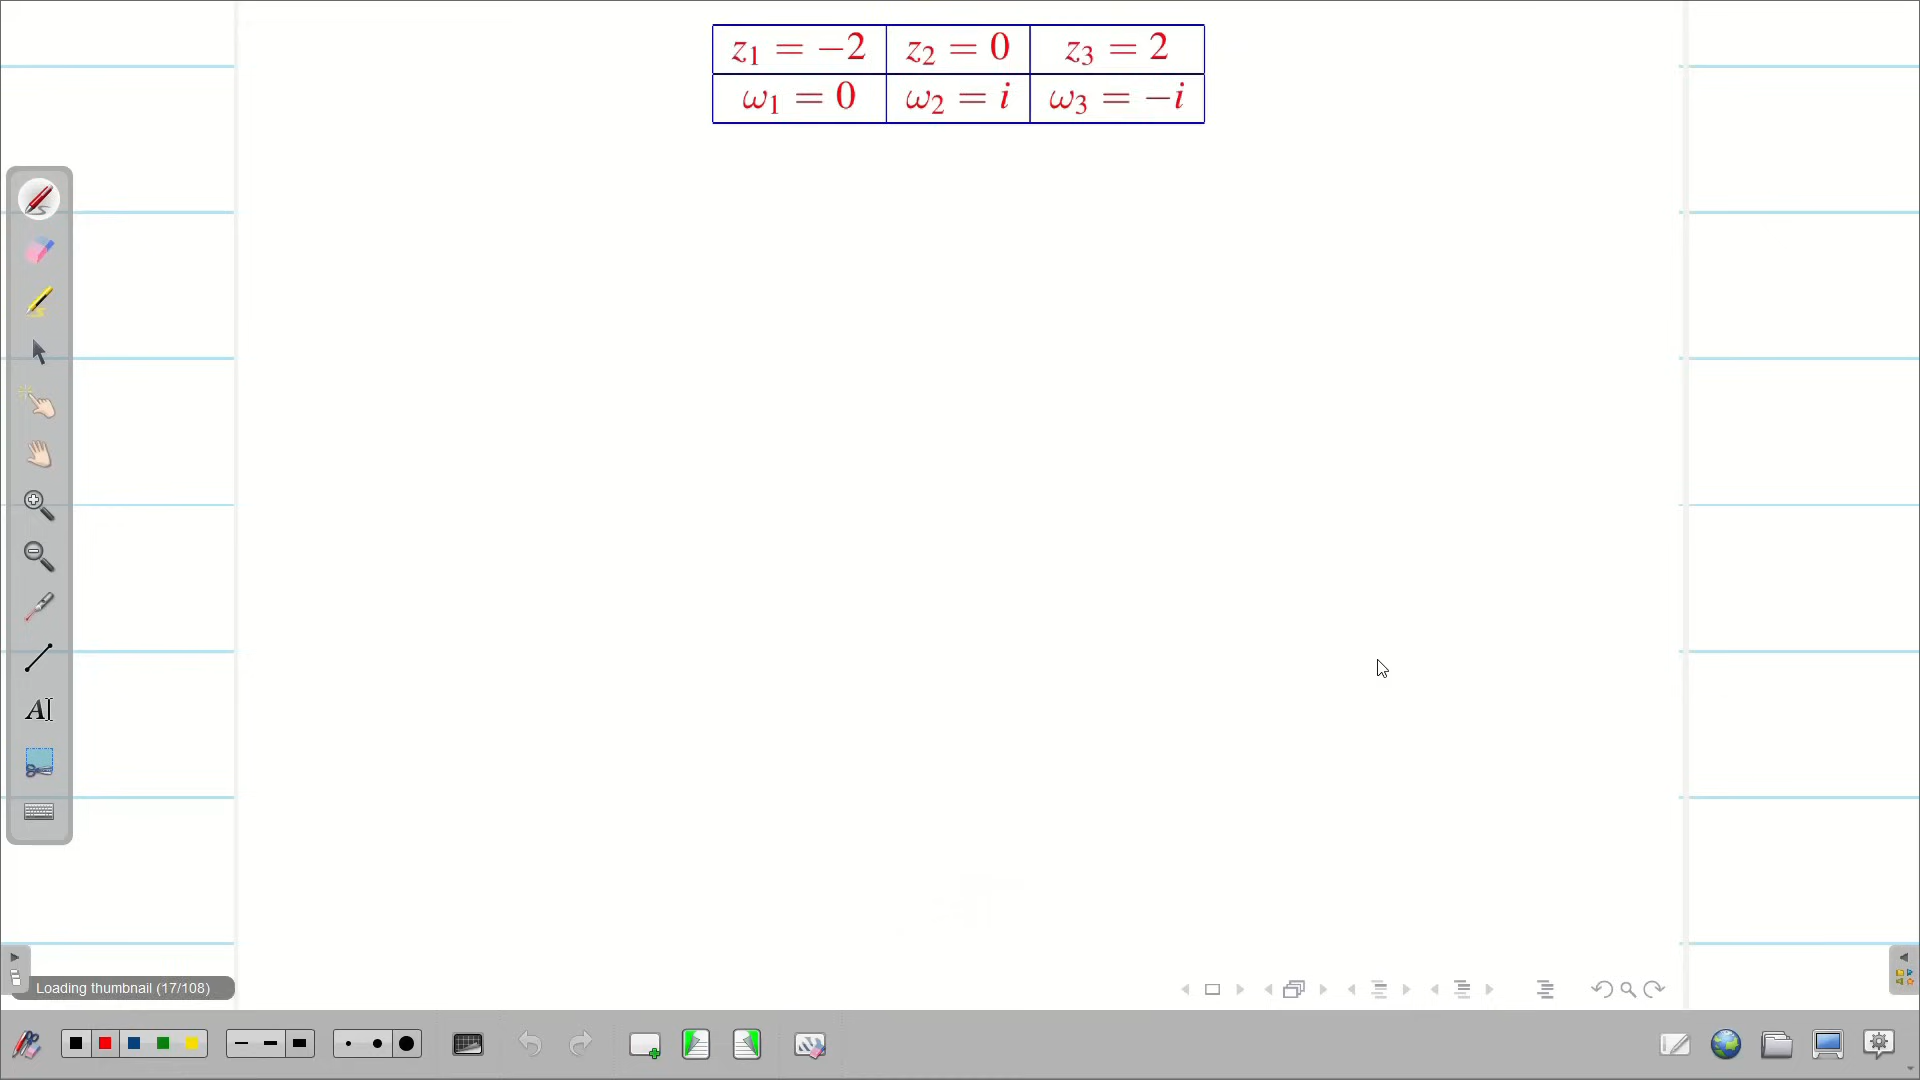 z₁ = −2 z₂ = 0 z₃ = 2
ω₁ = 0 ω₂ = i ω₃ = −i
Loading thumbnail (17/108)